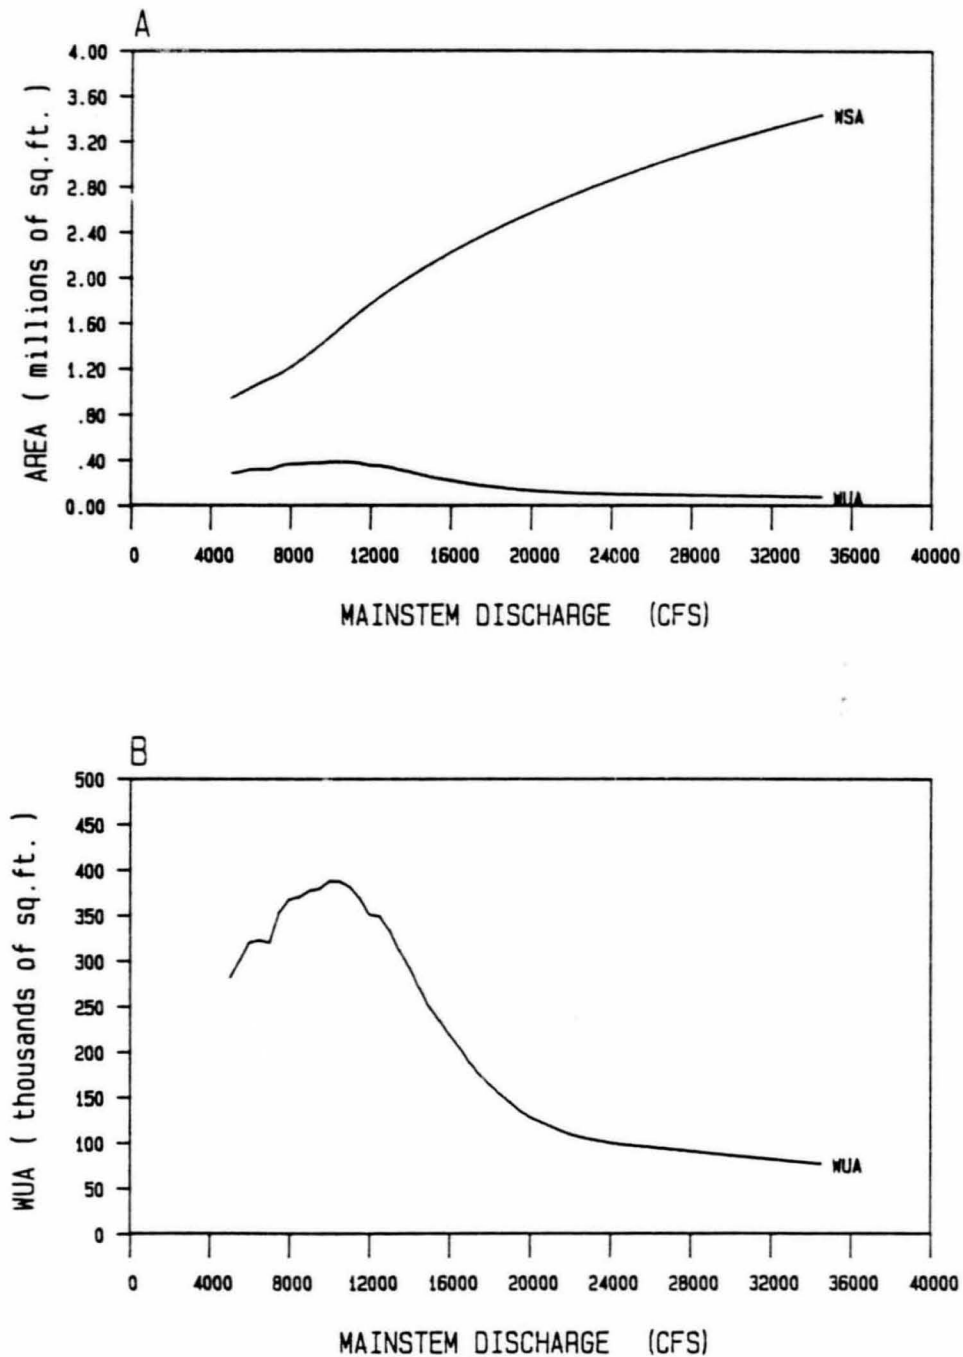 A
4.00
3.60
3.20
2.80
2.40
2.00
1.60
1.20
.80
.40
0.00
AREA ( millions of sq.ft. )
WSA
WUA
0 4000 8000 12000 16000 20000 24000 28000 32000 36000 40000
MAINSTEM DISCHARGE (CFS)
B
500
450
400
350
300
250
200
150
100
50
0
WUA ( thousands of sq.ft. )
WUA
0 4000 8000 12000 16000 20000 24000 28000 32000 36000 40000
MAINSTEM DISCHARGE (CFS)